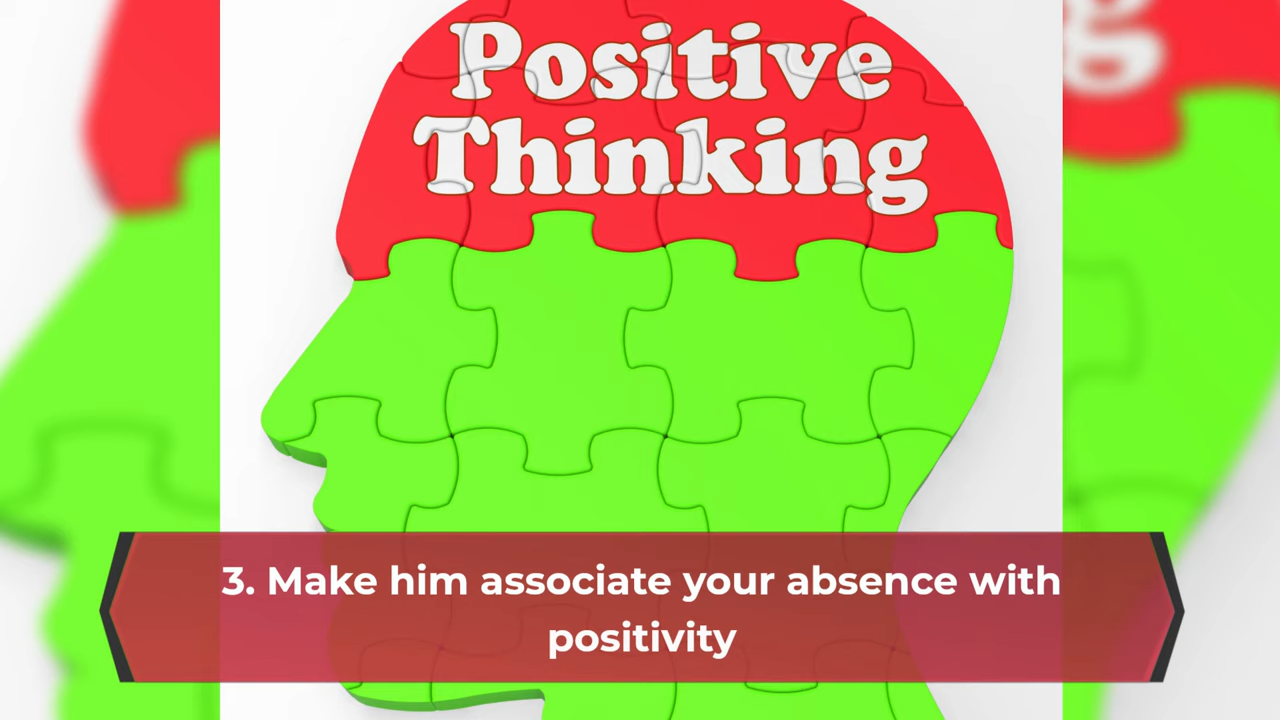 Positive
Thinking
3. Make him associate your absence with
positivity